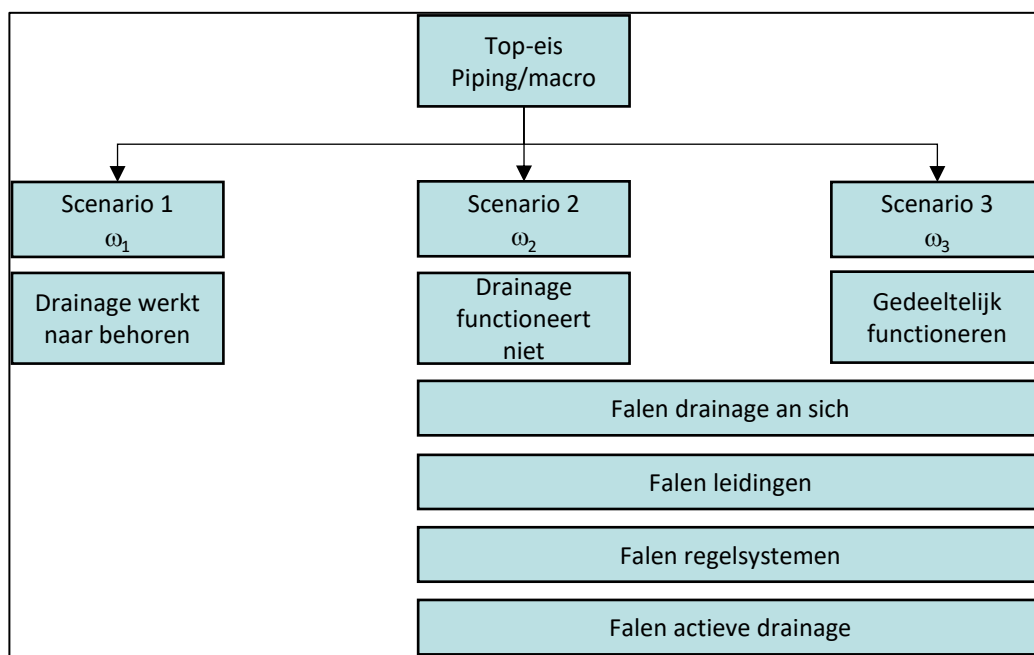 Top-eis
Piping/macro
Scenario 1
ω1
Scenario 2
ω2
Scenario 3
ω3
Drainage werkt
naar behoren
Drainage
functioneert
niet
Gedeeltelijk
functioneren
Falen drainage an sich
Falen leidingen
Falen regelsystemen
Falen actieve drainage